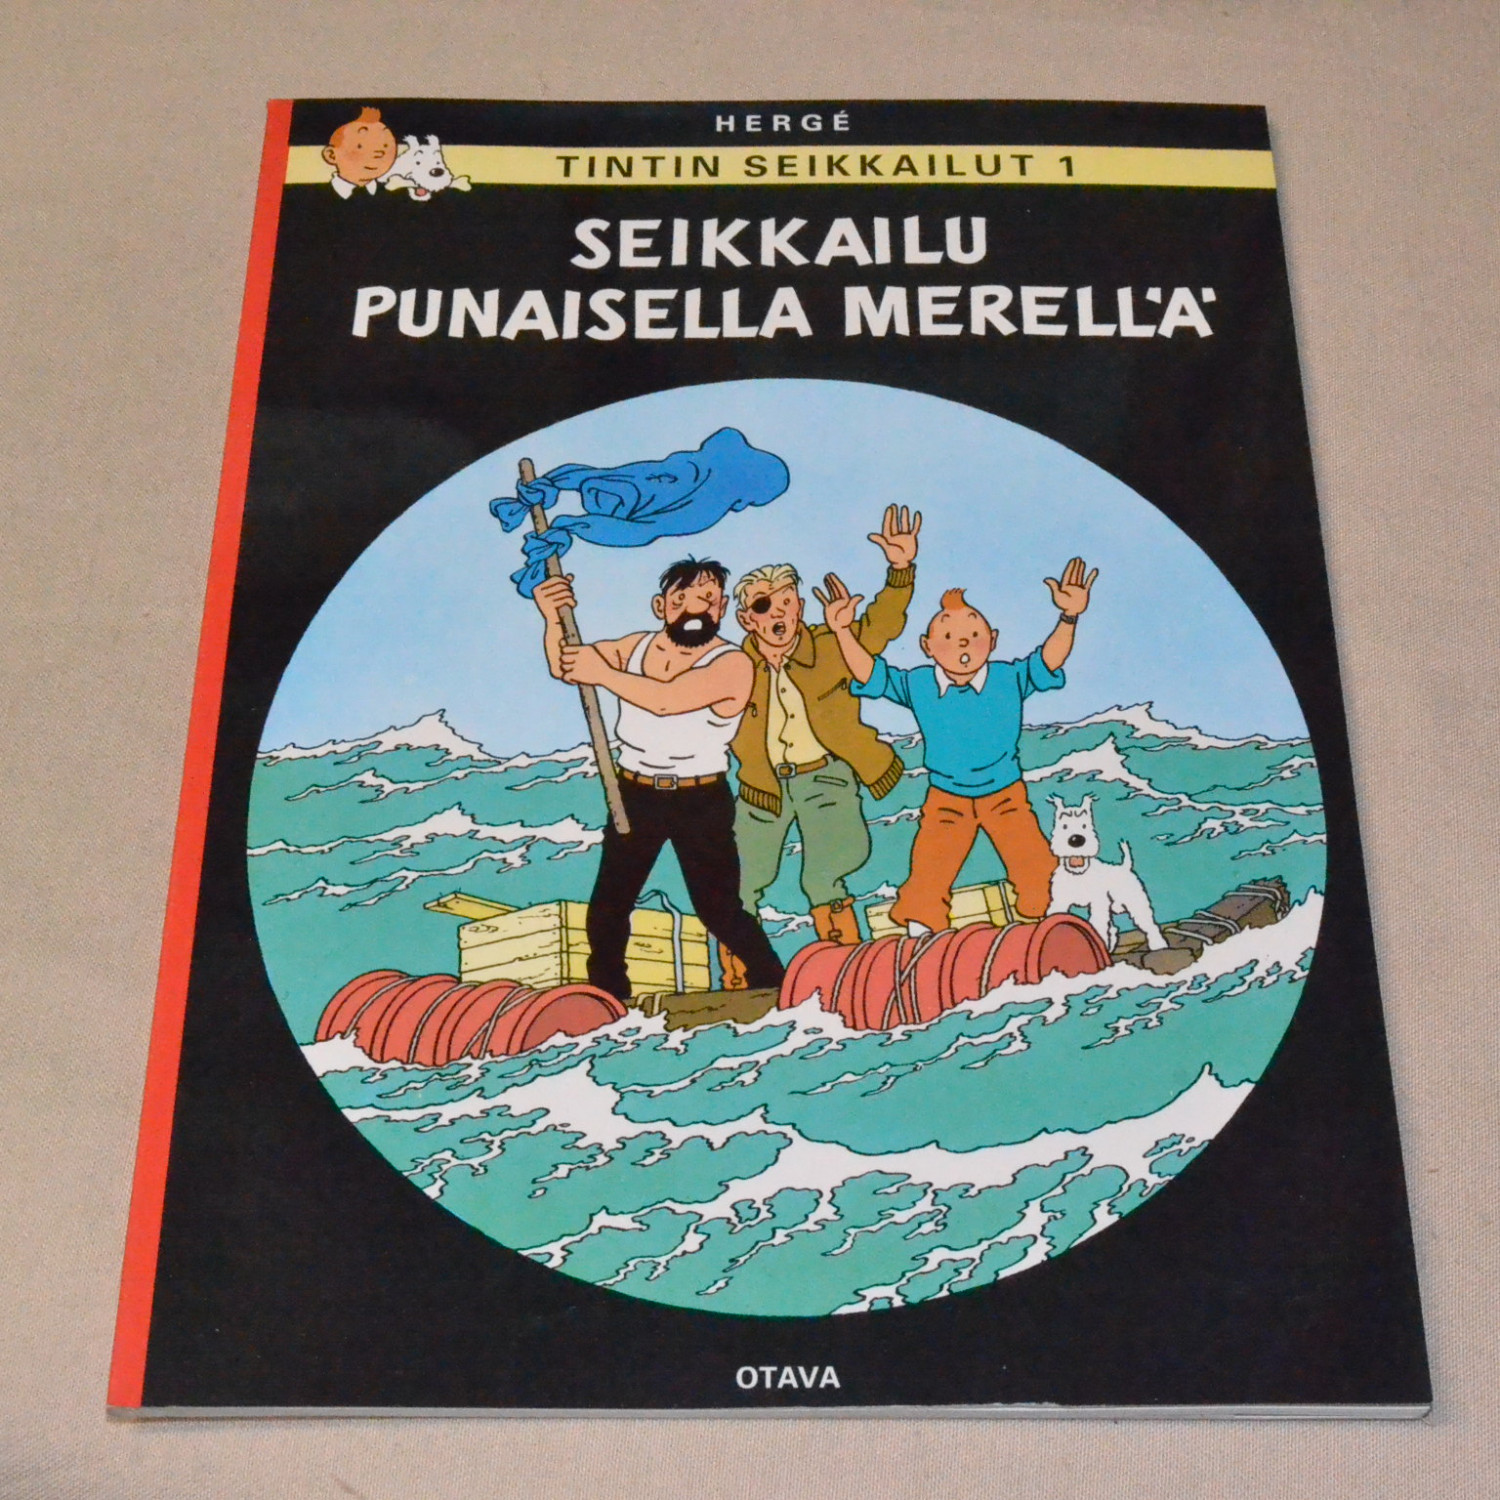 HERGÉ
TINTIN SEIKKAILUT 1
SEIKKAILU
PUNAISELLA MERELLÄ
OTAVA